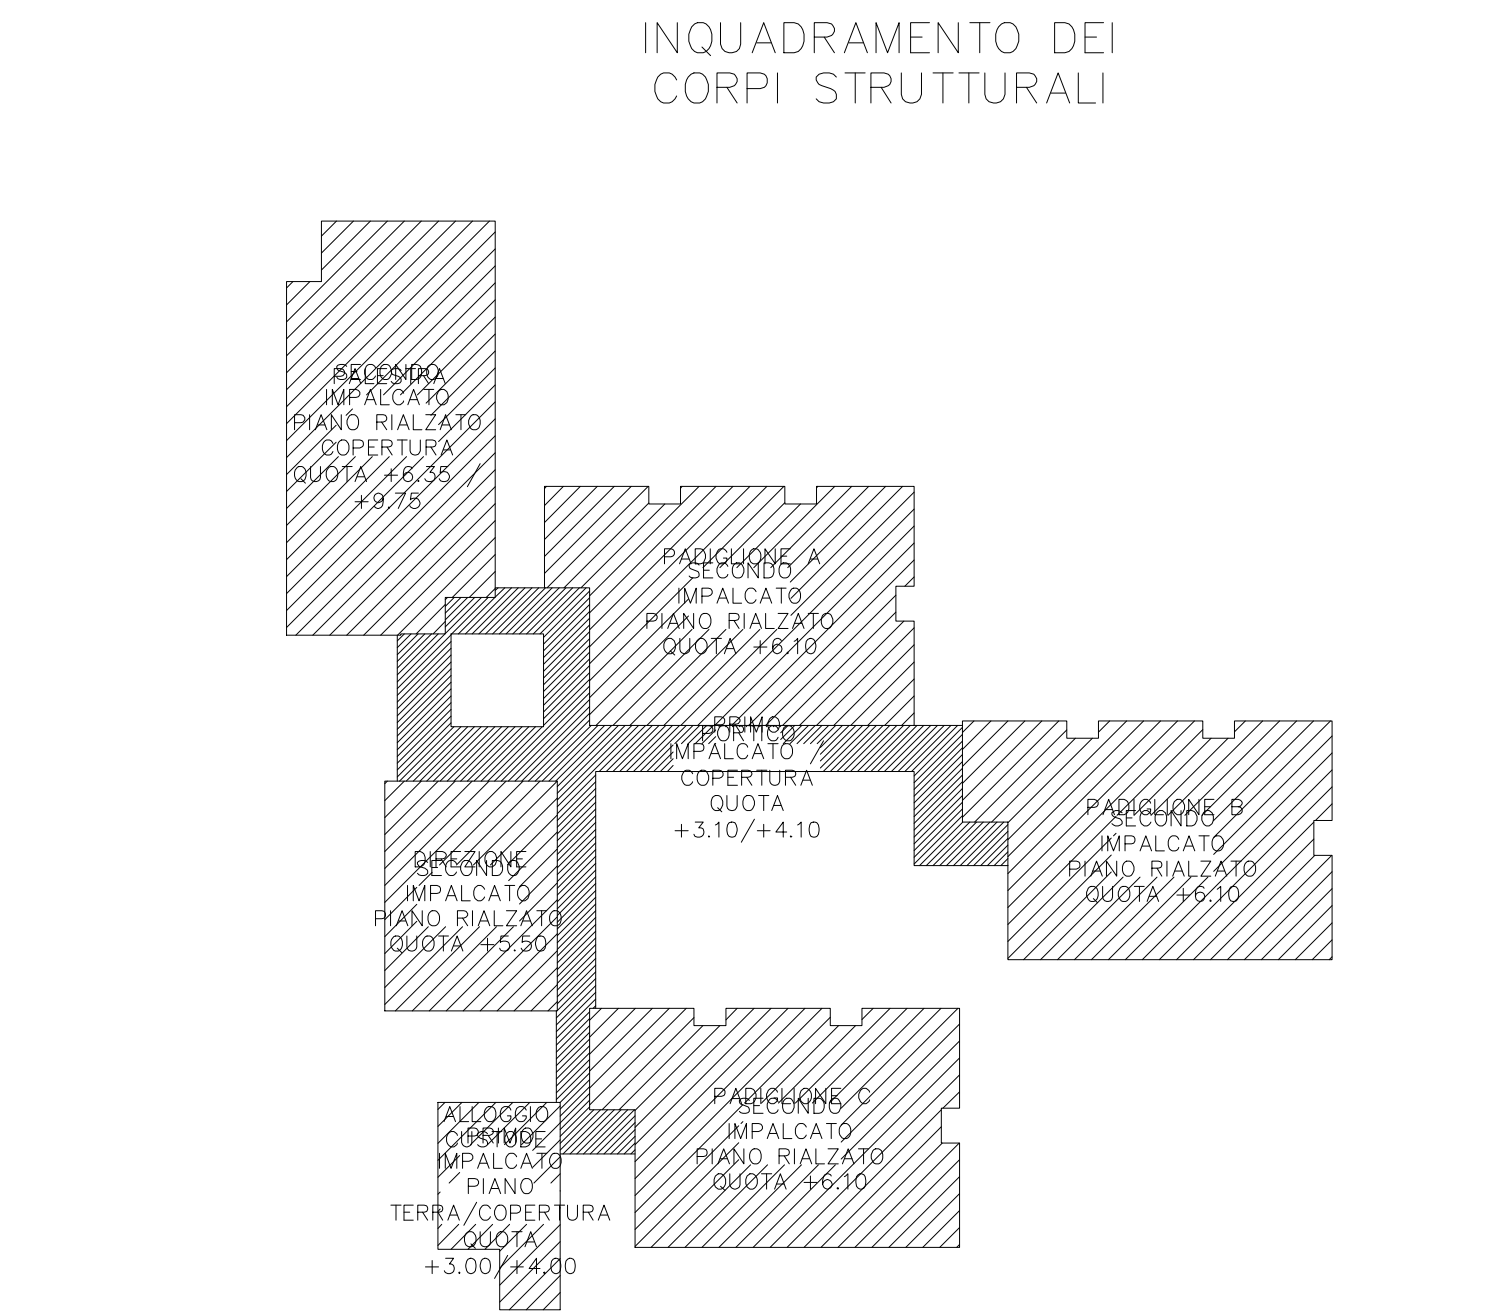 INQUADRAMENTO DEI
CORPI STRUTTURALI
PALESTRA
SECONDO
IMPALCATO
PIANO RIALZATO
COPERTURA
QUOTA +6.35 /
+9.75
PADIGLIONE A
SECONDO
IMPALCATO
PIANO RIALZATO
QUOTA +6.10
PORTICO
PRIMO
IMPALCATO /
COPERTURA
QUOTA
+3.10/+4.10
PADIGLIONE B
SECONDO
IMPALCATO
PIANO RIALZATO
QUOTA +6.10
DIREZIONE
SECONDO
IMPALCATO
PIANO RIALZATO
QUOTA +5.50
PADIGLIONE C
SECONDO
IMPALCATO
PIANO RIALZATO
QUOTA +6.10
ALLOGGIO
CUSTODE
PRIMO
IMPALCATO
PIANO
TERRA/COPERTURA
QUOTA
+3.00/+4.00